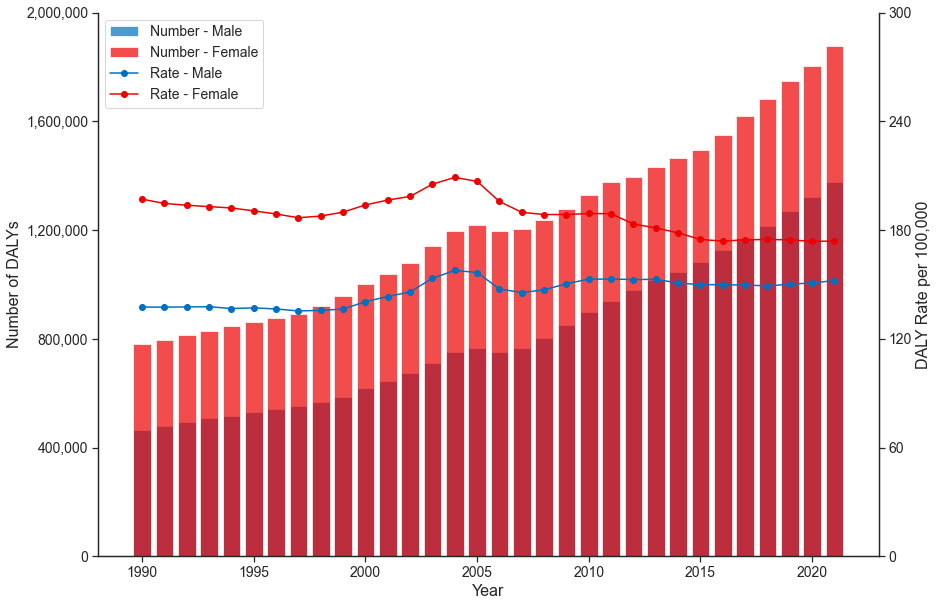 2,000,000
1,600,000
1,200,000
800,000
400,000
0
Number of DALYs
Number - Male
Number - Female
Rate - Male
Rate - Female
300
240
180
120
60
0
DALY Rate per 100,000
1990 1995 2000 2005 2010 2015 2020
Year